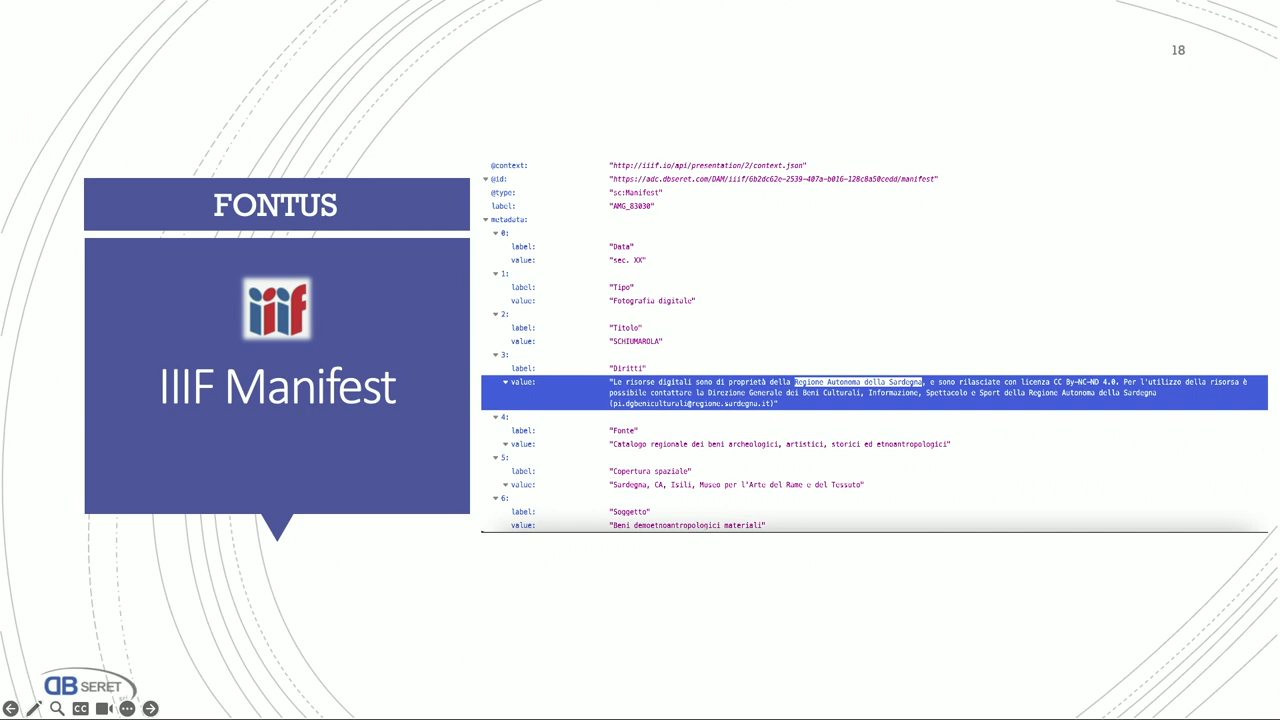 18
FONTUS
iiif
IIIF Manifest
@context: "http://iiif.io/api/presentation/2/context.json"
@id: "https://adc.dbseret.com/DAM/iiif/6b2dc62e-2539-407a-b016-128c8a50cedd/manifest"
@type: "sc:Manifest"
label: "AMG_83030"
metadata:
0:
label: "Data"
value: "sec. XX"
1:
label: "Tipo"
value: "Fotografia digitale"
2:
label: "Titolo"
value: "SCHIUMAROLA"
3:
label: "Diritti"
value: "Le risorse digitali sono di proprietà della Regione Autonoma della Sardegna, e sono rilasciate con licenza CC By-NC-ND 4.0. Per l'utilizzo della risorsa è
possibile contattare la Direzione Generale dei Beni Culturali, Informazione, Spettacolo e Sport della Regione Autonoma della Sardegna
(pi.dgbeniculturali@regione.sardegna.it)"
4:
label: "Fonte"
value: "Catalogo regionale dei beni archeologici, artistici, storici ed etnoantropologici"
5:
label: "Copertura spaziale"
value: "Sardegna, CA, Isili, Museo per l'Arte del Rame e del Tessuto"
6:
label: "Soggetto"
value: "Beni demoetnoantropologici materiali"
DB SERET
CC